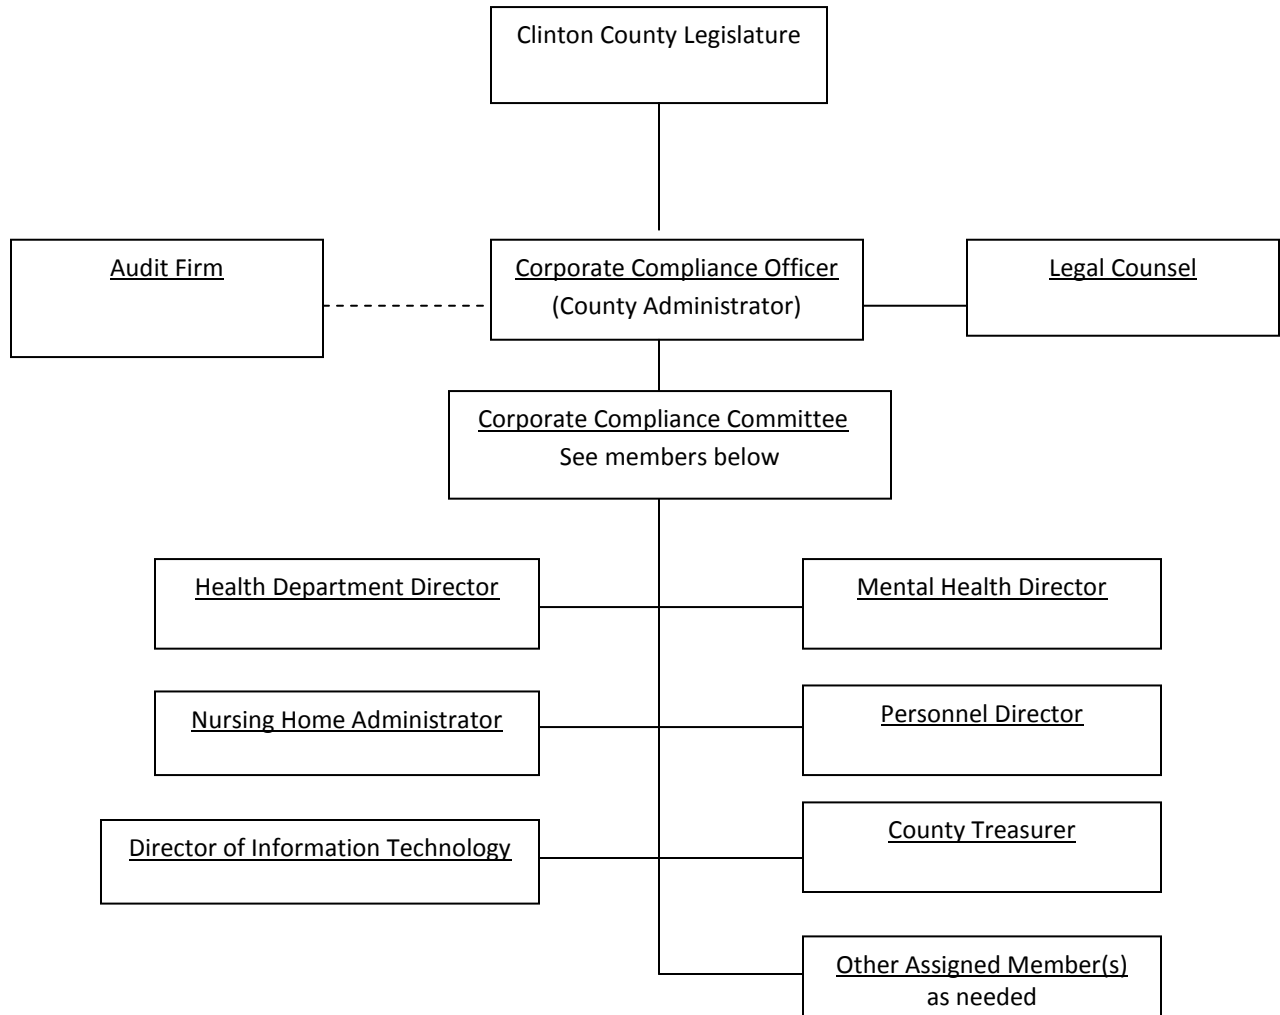 Clinton County Legislature
Audit Firm
Corporate Compliance Officer
(County Administrator)
Legal Counsel
Corporate Compliance Committee
See members below
Health Department Director
Mental Health Director
Nursing Home Administrator
Personnel Director
Director of Information Technology
County Treasurer
Other Assigned Member(s)
as needed